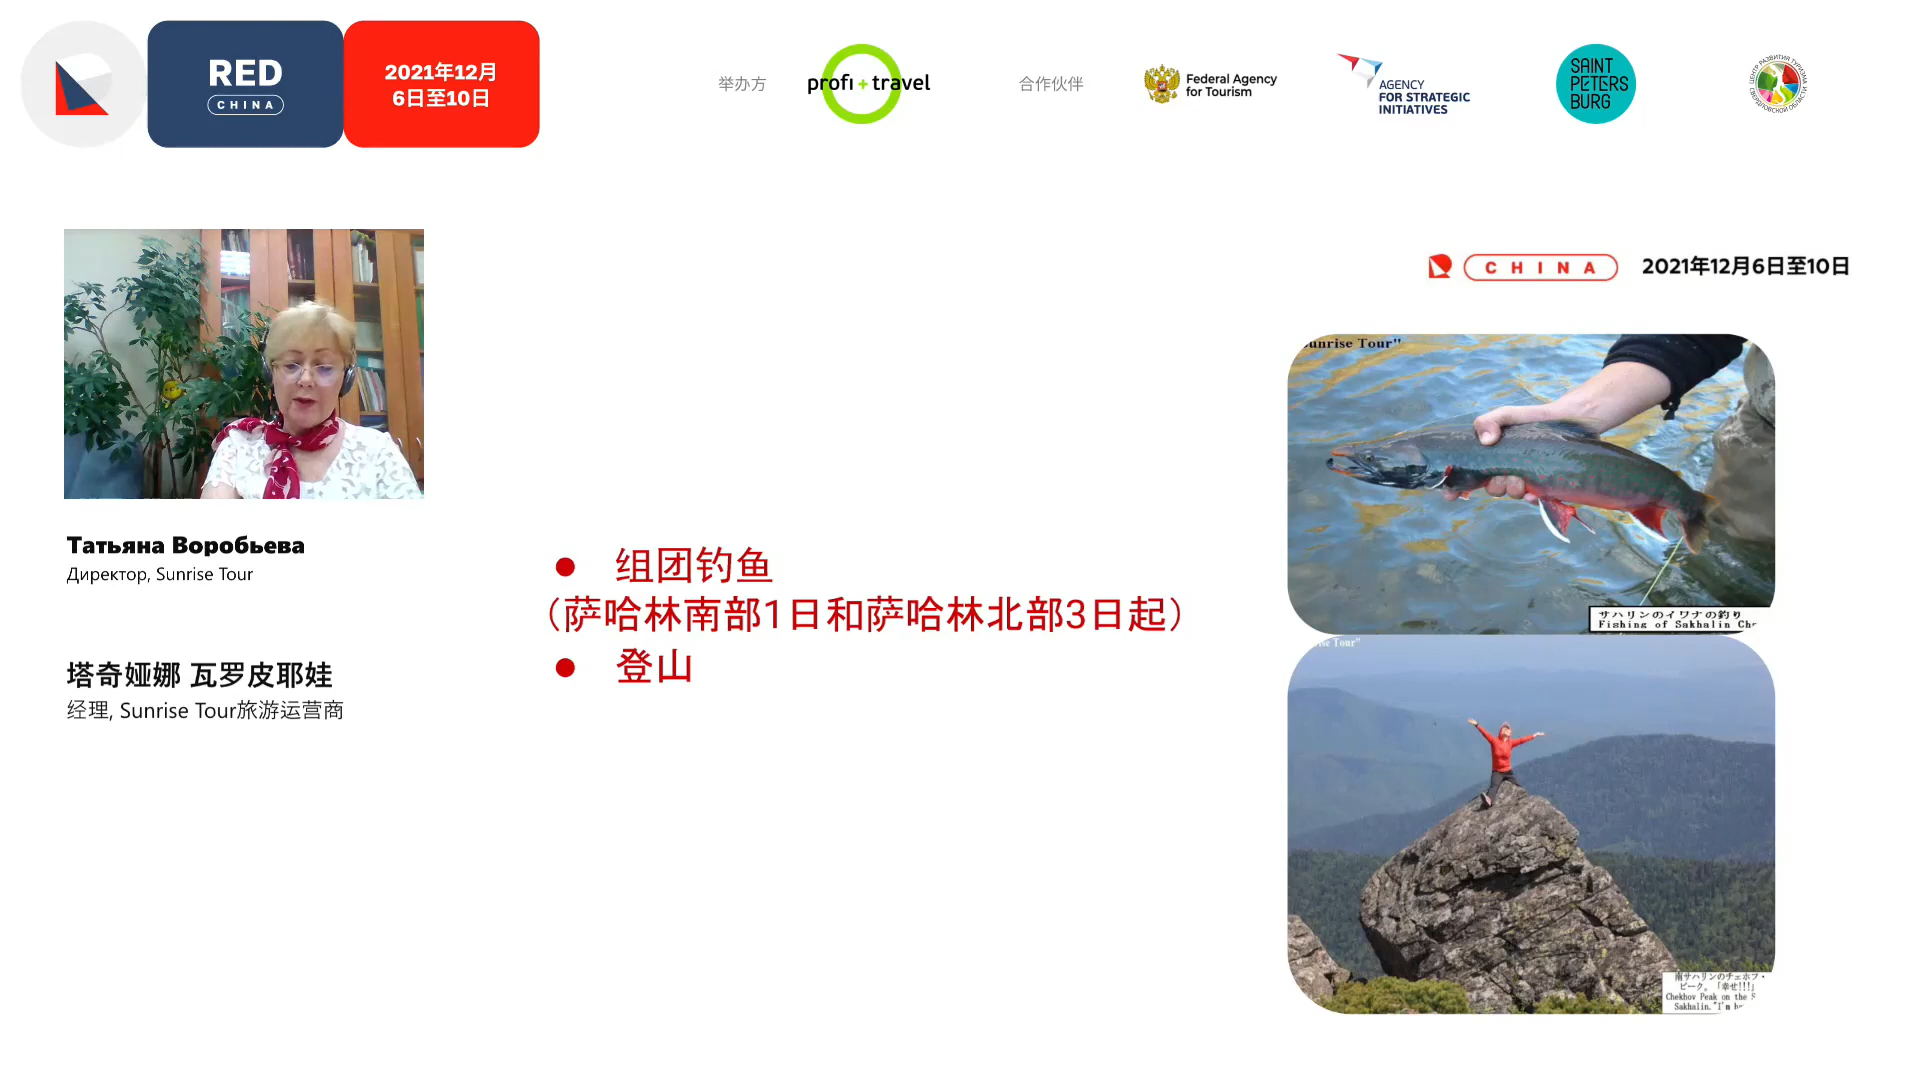 RED
CHINA
2021年12月
6日至10日
举办方
profi + travel
合作伙伴
Federal Agency
for Tourism
AGENCY
FOR STRATEGIC
INITIATIVES
SAINT
PETERS
BURG
ЦЕНТР РАЗВИТИЯ ТУРИЗМА
СВЕРДЛОВСКОЙ ОБЛАСТИ
CHINA
2021年12月6日至10日
Татьяна Воробьева
Директор, Sunrise Tour
塔奇娅娜 瓦罗皮耶娃
经理, Sunrise Tour旅游运营商
● 组团钓鱼
（萨哈林南部1日和萨哈林北部3日起）
● 登山
Sunrise Tour"
サハリンのイワナの釣り
Fishing of Sakhalin
Tour"
南サハリンのチェホフ・
ピーク。「幸せ!!!」
Chekhov Peak on the
Sakhalin."I'm